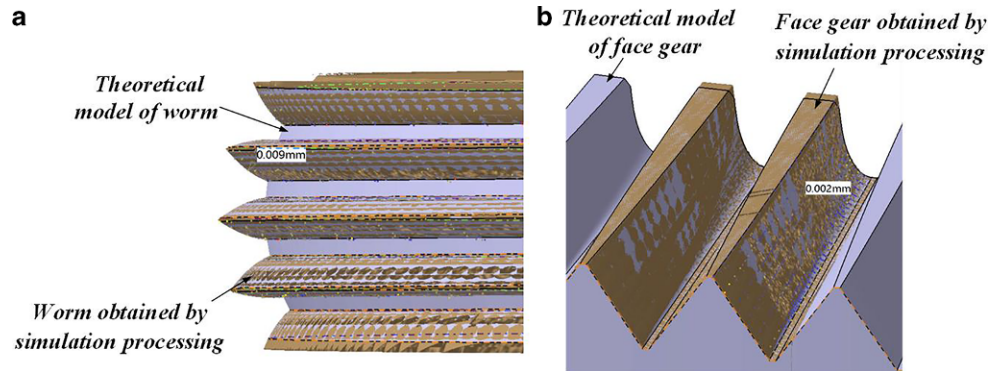 a
Theoretical
model of worm
0.009mm
Worm obtained by
simulation processing
b
Theoretical model
of face gear
Face gear obtained by
simulation processing
0.002mm